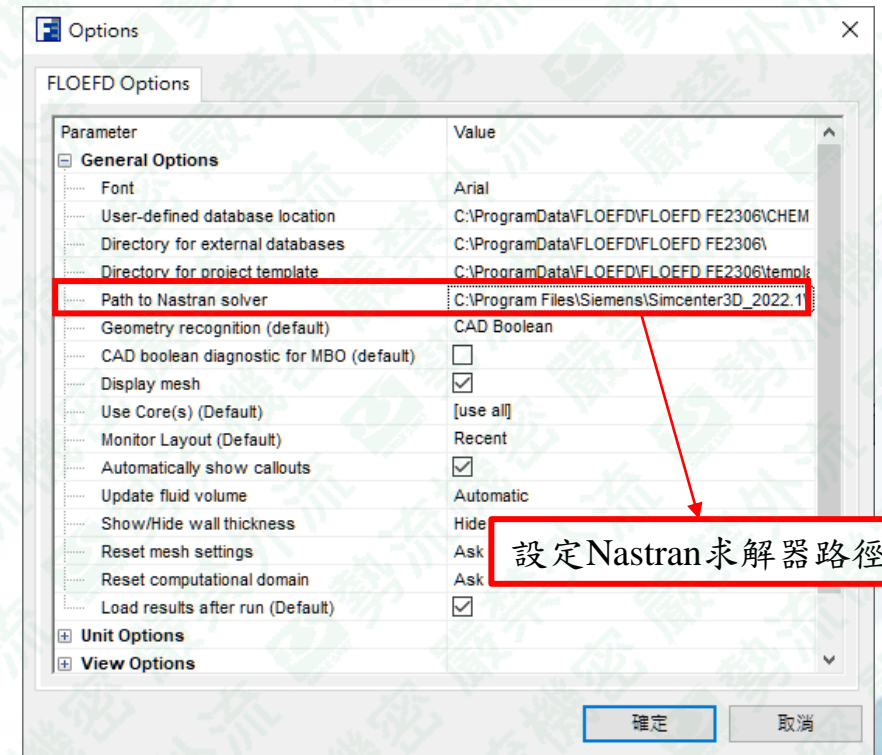 Options
FLOEFD Options
Parameter Value
General Options
Font Arial
User-defined database location C:\ProgramData\FLOEFD\FLOEFD FE2306\CHEM
Directory for external databases C:\ProgramData\FLOEFD\FLOEFD FE2306\
Directory for project template C:\ProgramData\FLOEFD\FLOEFD FE2306\templa
Path to Nastran solver C:\Program Files\Siemens\Simcenter3D_2022.1\
Geometry recognition (default) CAD Boolean
CAD boolean diagnostic for MBO (default)
Display mesh
Use Core(s) (Default) [use all]
Monitor Layout (Default) Recent
Automatically show callouts
Update fluid volume Automatic
Show/Hide wall thickness Hide
Reset mesh settings Ask
設定Nastran求解器路徑
Reset computational domain Ask
Load results after run (Default)
Unit Options
View Options
確定 取消